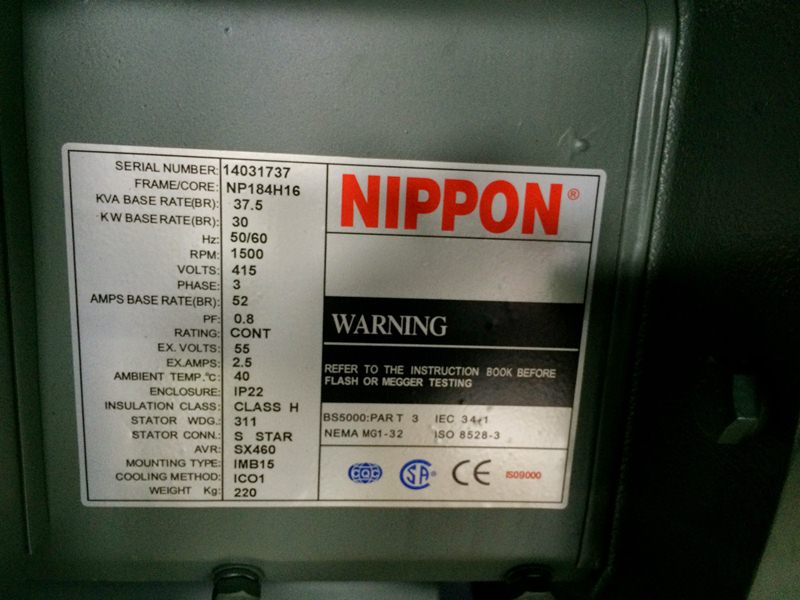 SERIAL NUMBER: 14031737
FRAME/CORE: NP184H16
KVA BASE RATE(BR): 37.5
KW BASE RATE(BR): 30
Hz: 50/60
RPM: 1500
VOLTS: 415
PHASE: 3
AMPS BASE RATE(BR): 52
PF: 0.8
RATING: CONT
EX. VOLTS: 55
EX.AMPS: 2.5
AMBIENT TEMP.℃: 40
ENCLOSURE: IP22
INSULATION CLASS: CLASS H
STATOR WDG.: 311
STATOR CONN.: S STAR
AVR: SX460
MOUNTING TYPE: IMB15
COOLING METHOD: ICO1
WEIGHT Kg: 220
NIPPON®
WARNING
REFER TO THE INSTRUCTION BOOK BEFORE
FLASH OR MEGGER TESTING
BS5000:PART 3 IEC 34-1
NEMA MG1-32 ISO 8528-3
CQC SA® CE IS09000